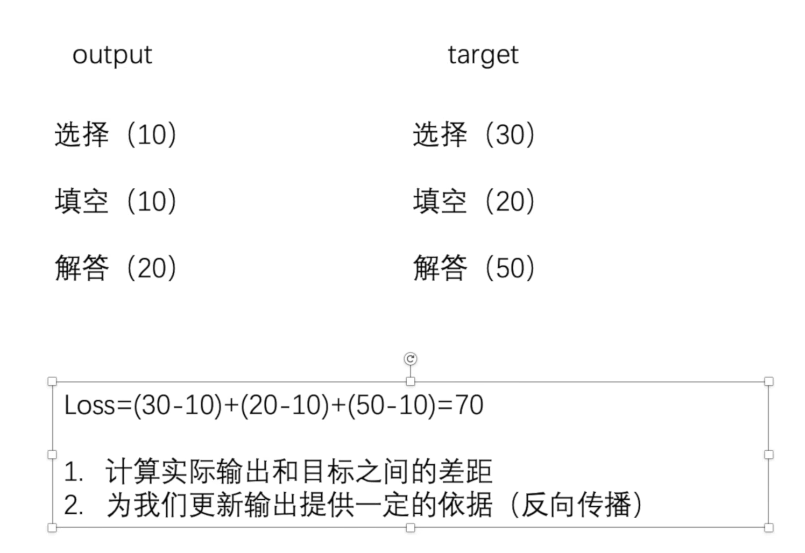 output target
选择（10） 选择（30）
填空（10） 填空（20）
解答（20） 解答（50）
Loss=(30-10)+(20-10)+(50-10)=70
1. 计算实际输出和目标之间的差距
2. 为我们更新输出提供一定的依据（反向传播）